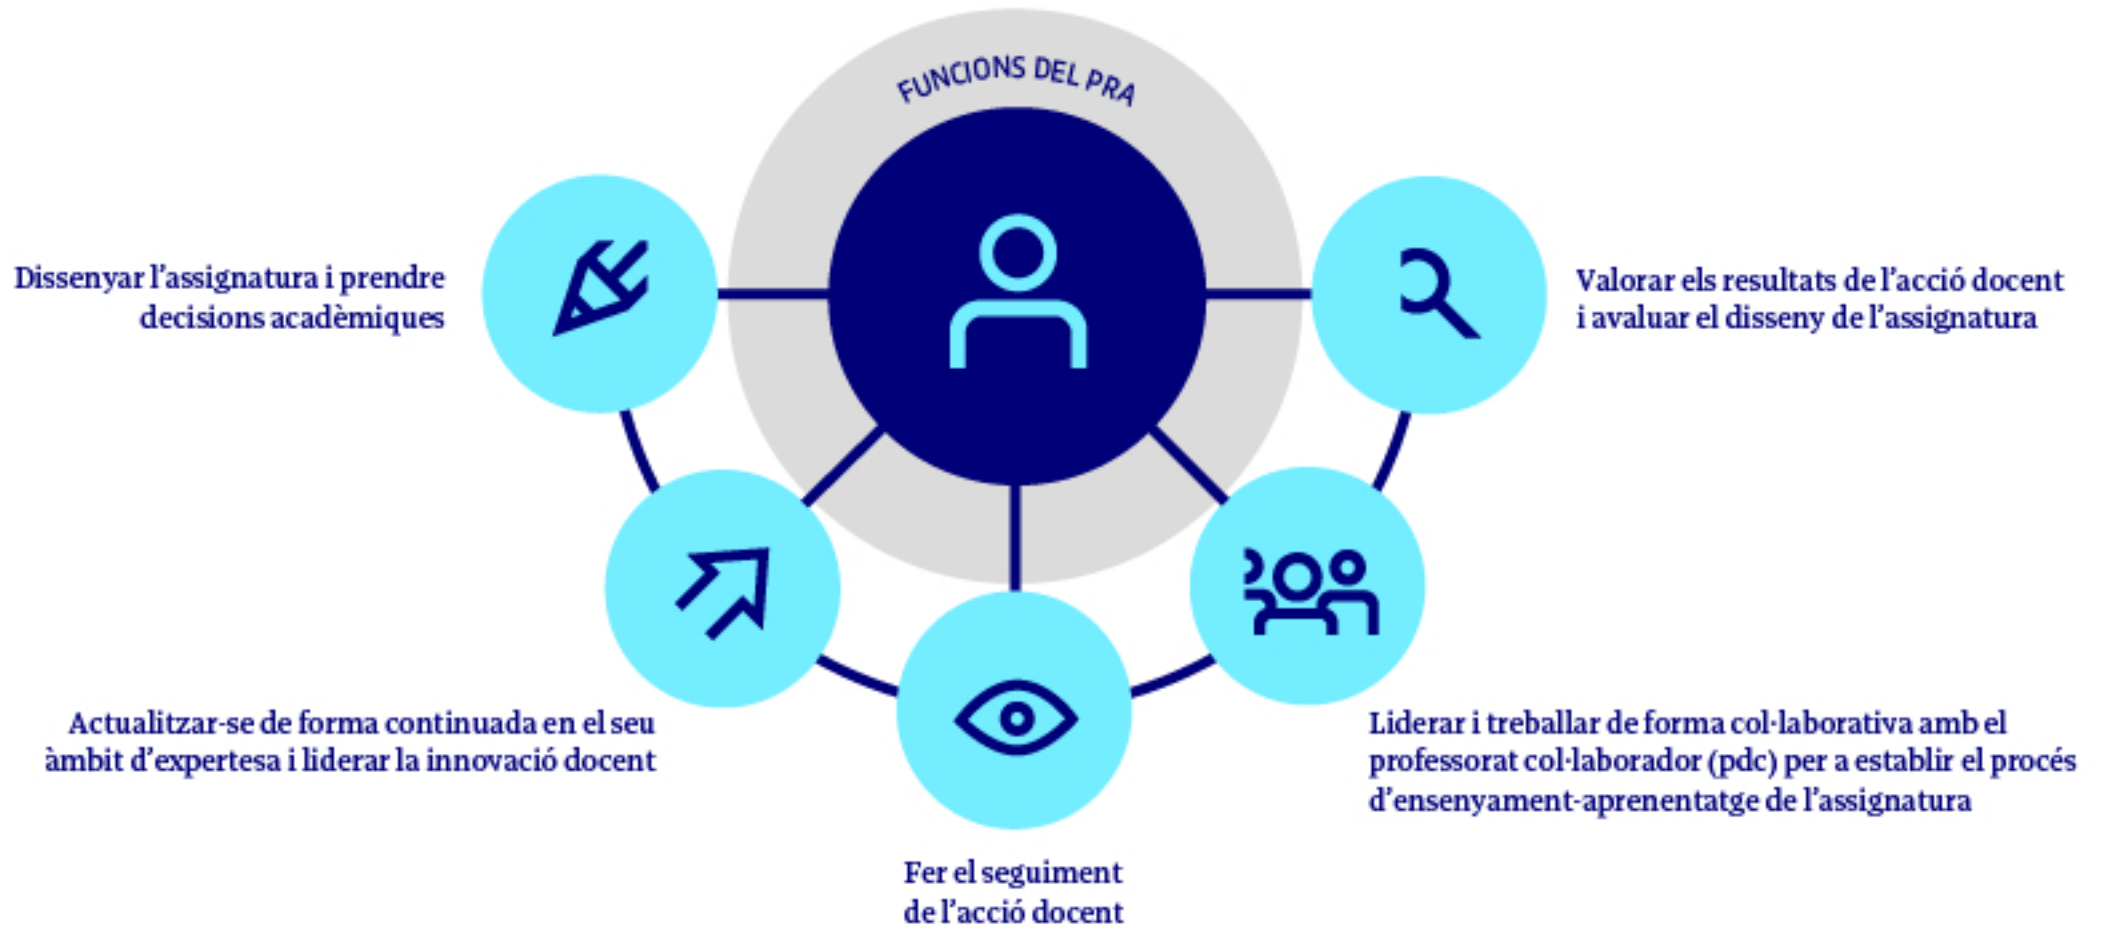 FUNCIONS DEL PRA
Dissenyar l’assignatura i prendre
decisions acadèmiques
Valorar els resultats de l’acció docent
i avaluar el disseny de l’assignatura
Actualitzar-se de forma continuada en el seu
àmbit d’expertesa i liderar la innovació docent
Liderar i treballar de forma col·laborativa amb el
professorat col·laborador (pdc) per a establir el procés
d’ensenyament-aprenentatge de l’assignatura
Fer el seguiment
de l’acció docent